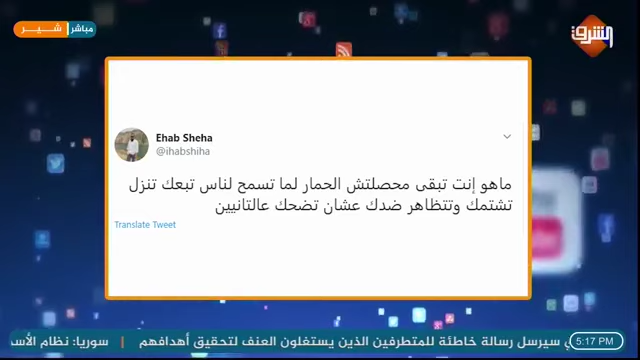 شير
مباشر
الشرق
Ehab Sheha
@ihabshiha
ماهو إنت تبقى محصلتش الحمار لما تسمح لناس تبعك تنزل
تشتمك وتتظاهر ضدك عشان تضحك عالتانيين
Translate Tweet
ي سيرسل رسالة خاطئة للمتطرفين الذين يستغلون العنف لتحقيق أهدافهم | سوريا: نظام الأس
5:17 PM